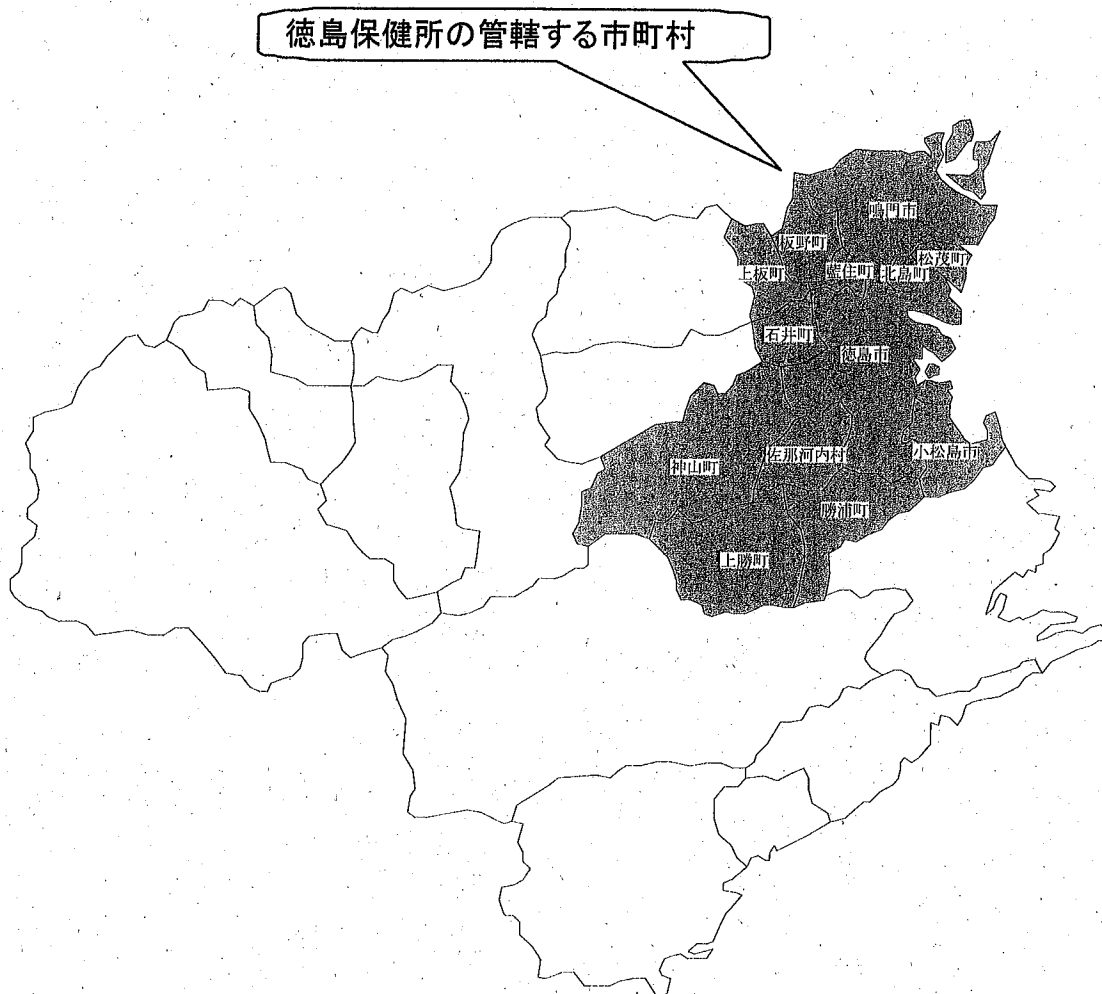 徳島保健所の管轄する市町村
鳴門市
板野町
松茂町
上板町
藍住町
北島町
石井町
徳島市
小松島市
佐那河内村
神山町
勝浦町
上勝町